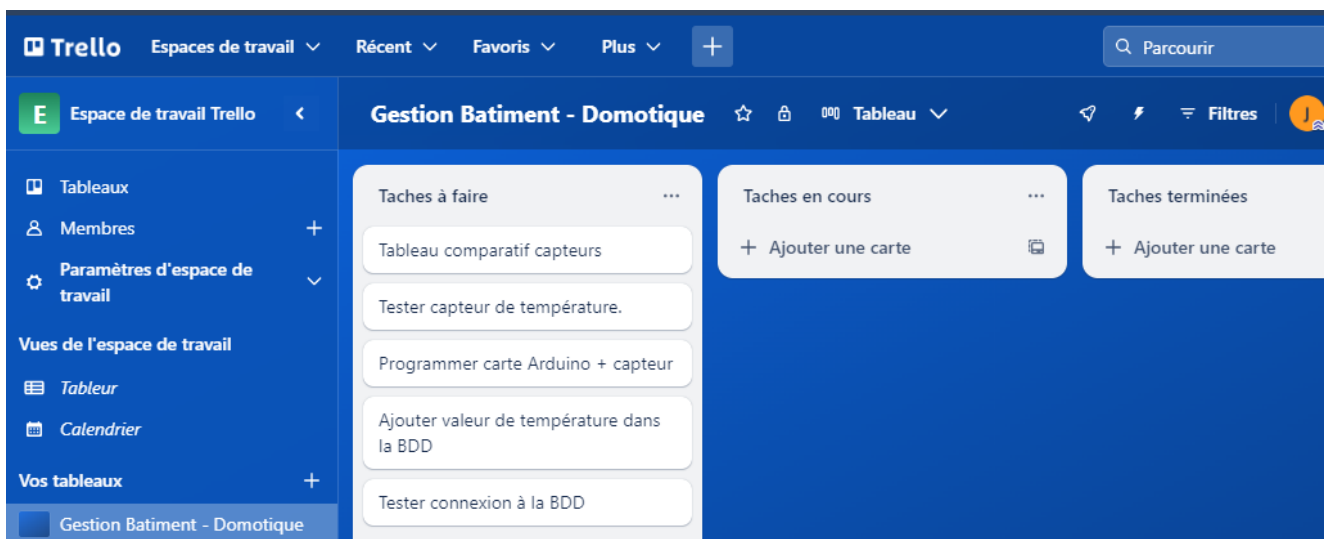 Trello Espaces de travail Récent Favoris Plus Parcourir
E Espace de travail Trello
Gestion Batiment - Domotique Tableau Filtres J
Tableaux
Membres
Paramètres d'espace de
travail
Vues de l'espace de travail
Tableur
Calendrier
Vos tableaux
Gestion Batiment - Domotique
Taches à faire
Tableau comparatif capteurs
Tester capteur de température.
Programmer carte Arduino + capteur
Ajouter valeur de température dans
la BDD
Tester connexion à la BDD
Taches en cours
+ Ajouter une carte
Taches terminées
+ Ajouter une carte